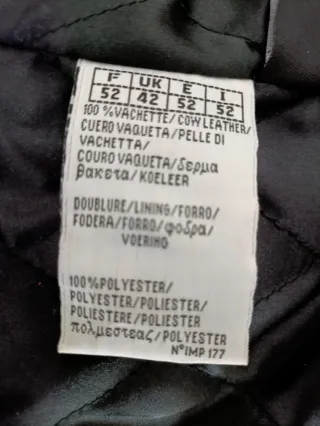 F UK E I
52 42 52 52
100 % VACHETTE/ COW LEATHER/
CUERO VAQUETA/PELLE DI
VACHETTA/
COURO VAQUETA/δερμα
βακετα/ KOELEER
DOUBLURE/LINING/FORRO/
FODERA/FORRO/φοδρα/
VOERING
100%POLYESTER/
POLYESTER/POLIESTER/
POLIESTERE/POLIESTER
πολμεστεας/POLYESTER
N°IMP 177